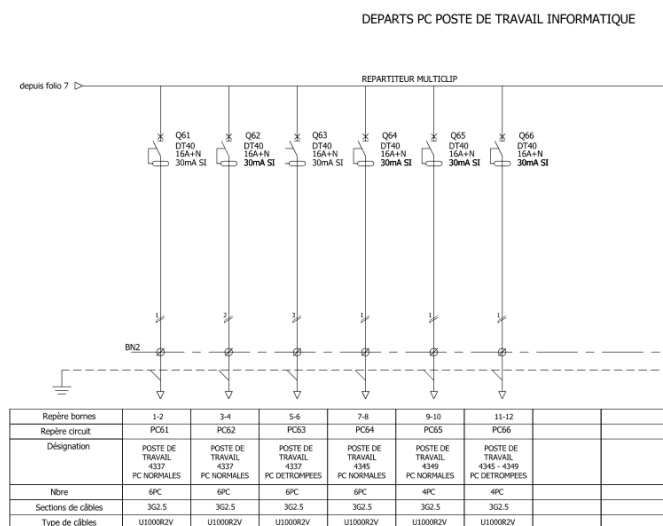 DEPARTS PC POSTE DE TRAVAIL INFORMATIQUE
depuis folio 7
REPARTITEUR MULTICLIP
Q61
DT40
16A+N
30mA SI
Q62
DT40
16A+N
30mA SI
Q63
DT40
16A+N
30mA SI
Q64
DT40
16A+N
30mA SI
Q65
DT40
16A+N
30mA SI
Q66
DT40
16A+N
30mA SI
1 2 3 1 1 1
BN2
Repère bornes 1-2 3-4 5-6 7-8 9-10 11-12
Repère circuit PC61 PC62 PC63 PC64 PC65 PC66
Désignation
POSTE DE
TRAVAIL
4337
PC NORMALES
POSTE DE
TRAVAIL
4337
PC NORMALES
POSTE DE
TRAVAIL
4337
PC DETROMPEES
POSTE DE
TRAVAIL
4345
PC NORMALES
POSTE DE
TRAVAIL
4349
PC NORMALES
POSTE DE
TRAVAIL
4345 - 4349
PC DETROMPEES
Nbre 6PC 6PC 6PC 6PC 4PC 4PC
Sections de câbles 3G2.5 3G2.5 3G2.5 3G2.5 3G2.5 3G2.5
Type de câbles U1000R2V U1000R2V U1000R2V U1000R2V U1000R2V U1000R2V